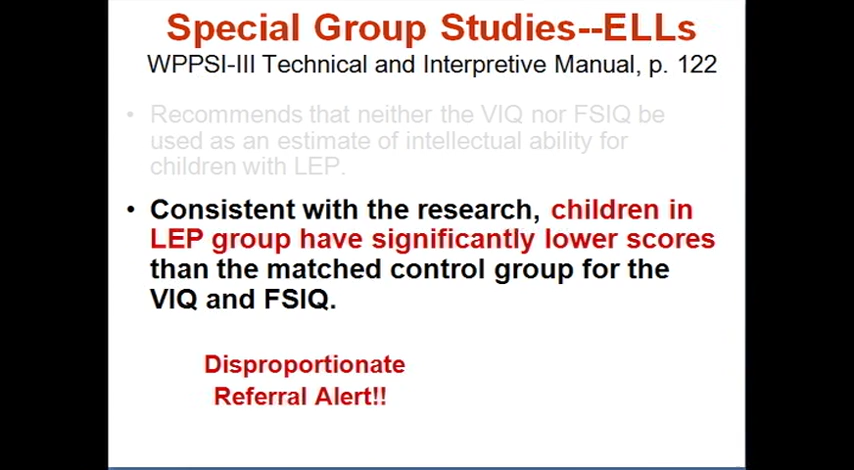 Special Group Studies--ELLs
WPPSI-III Technical and Interpretive Manual, p. 122
• Recommends that neither the VIQ nor FSIQ be
used as an estimate of intellectual ability for
children with LEP.
• Consistent with the research, children in
LEP group have significantly lower scores
than the matched control group for the
VIQ and FSIQ.
Disproportionate
Referral Alert!!